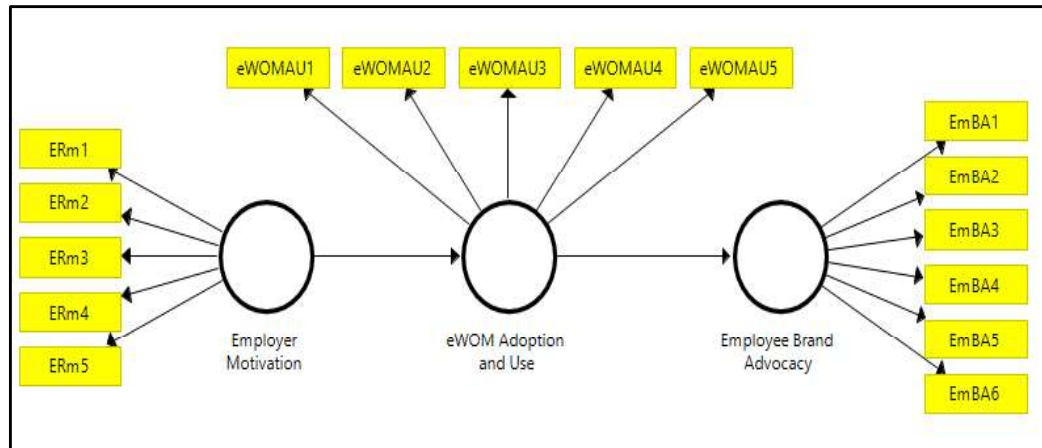 eWOMAU1 eWOMAU2 eWOMAU3 eWOMAU4 eWOMAU5
ERm1
ERm2
ERm3
ERm4
ERm5
Employer
Motivation
eWOM Adoption
and Use
Employee Brand
Advocacy
EmBA1
EmBA2
EmBA3
EmBA4
EmBA5
EmBA6